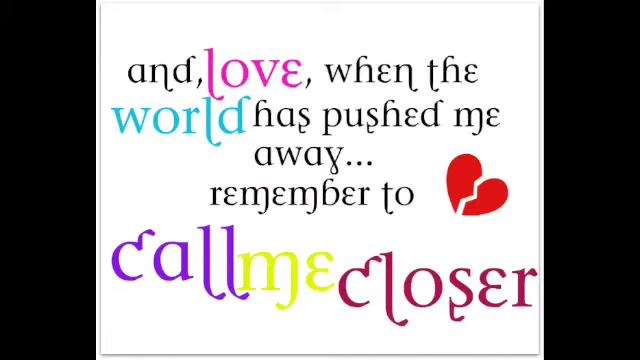 and, love, when the
world has pushed me
away...
remember to
call me closer